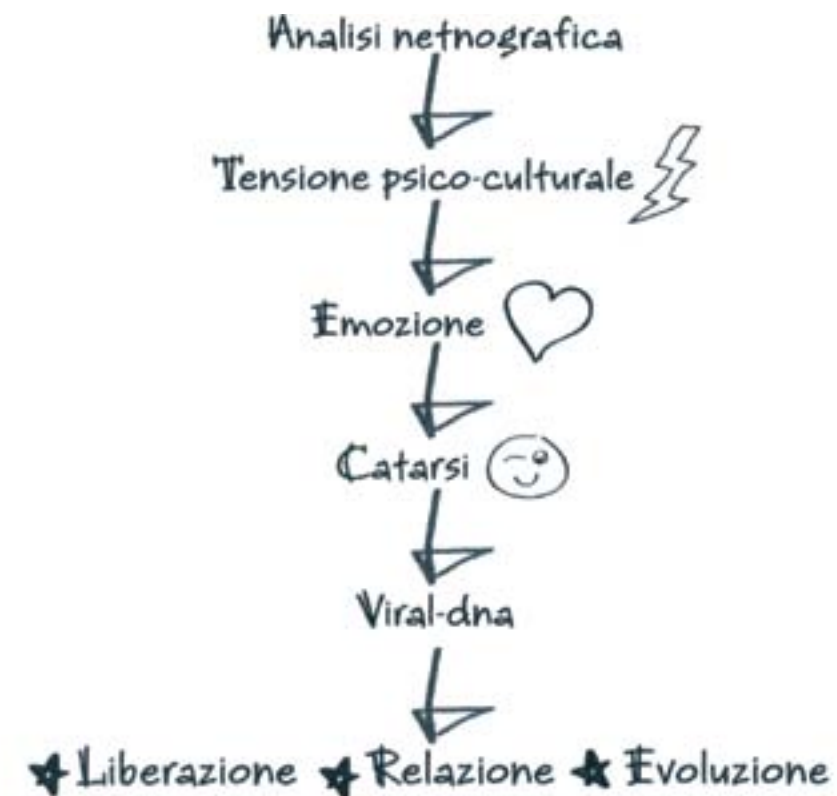 Analisi netnografica
Tensione psico-culturale
Emozione
Catarsi
Viral-dna
Liberazione Relazione Evoluzione